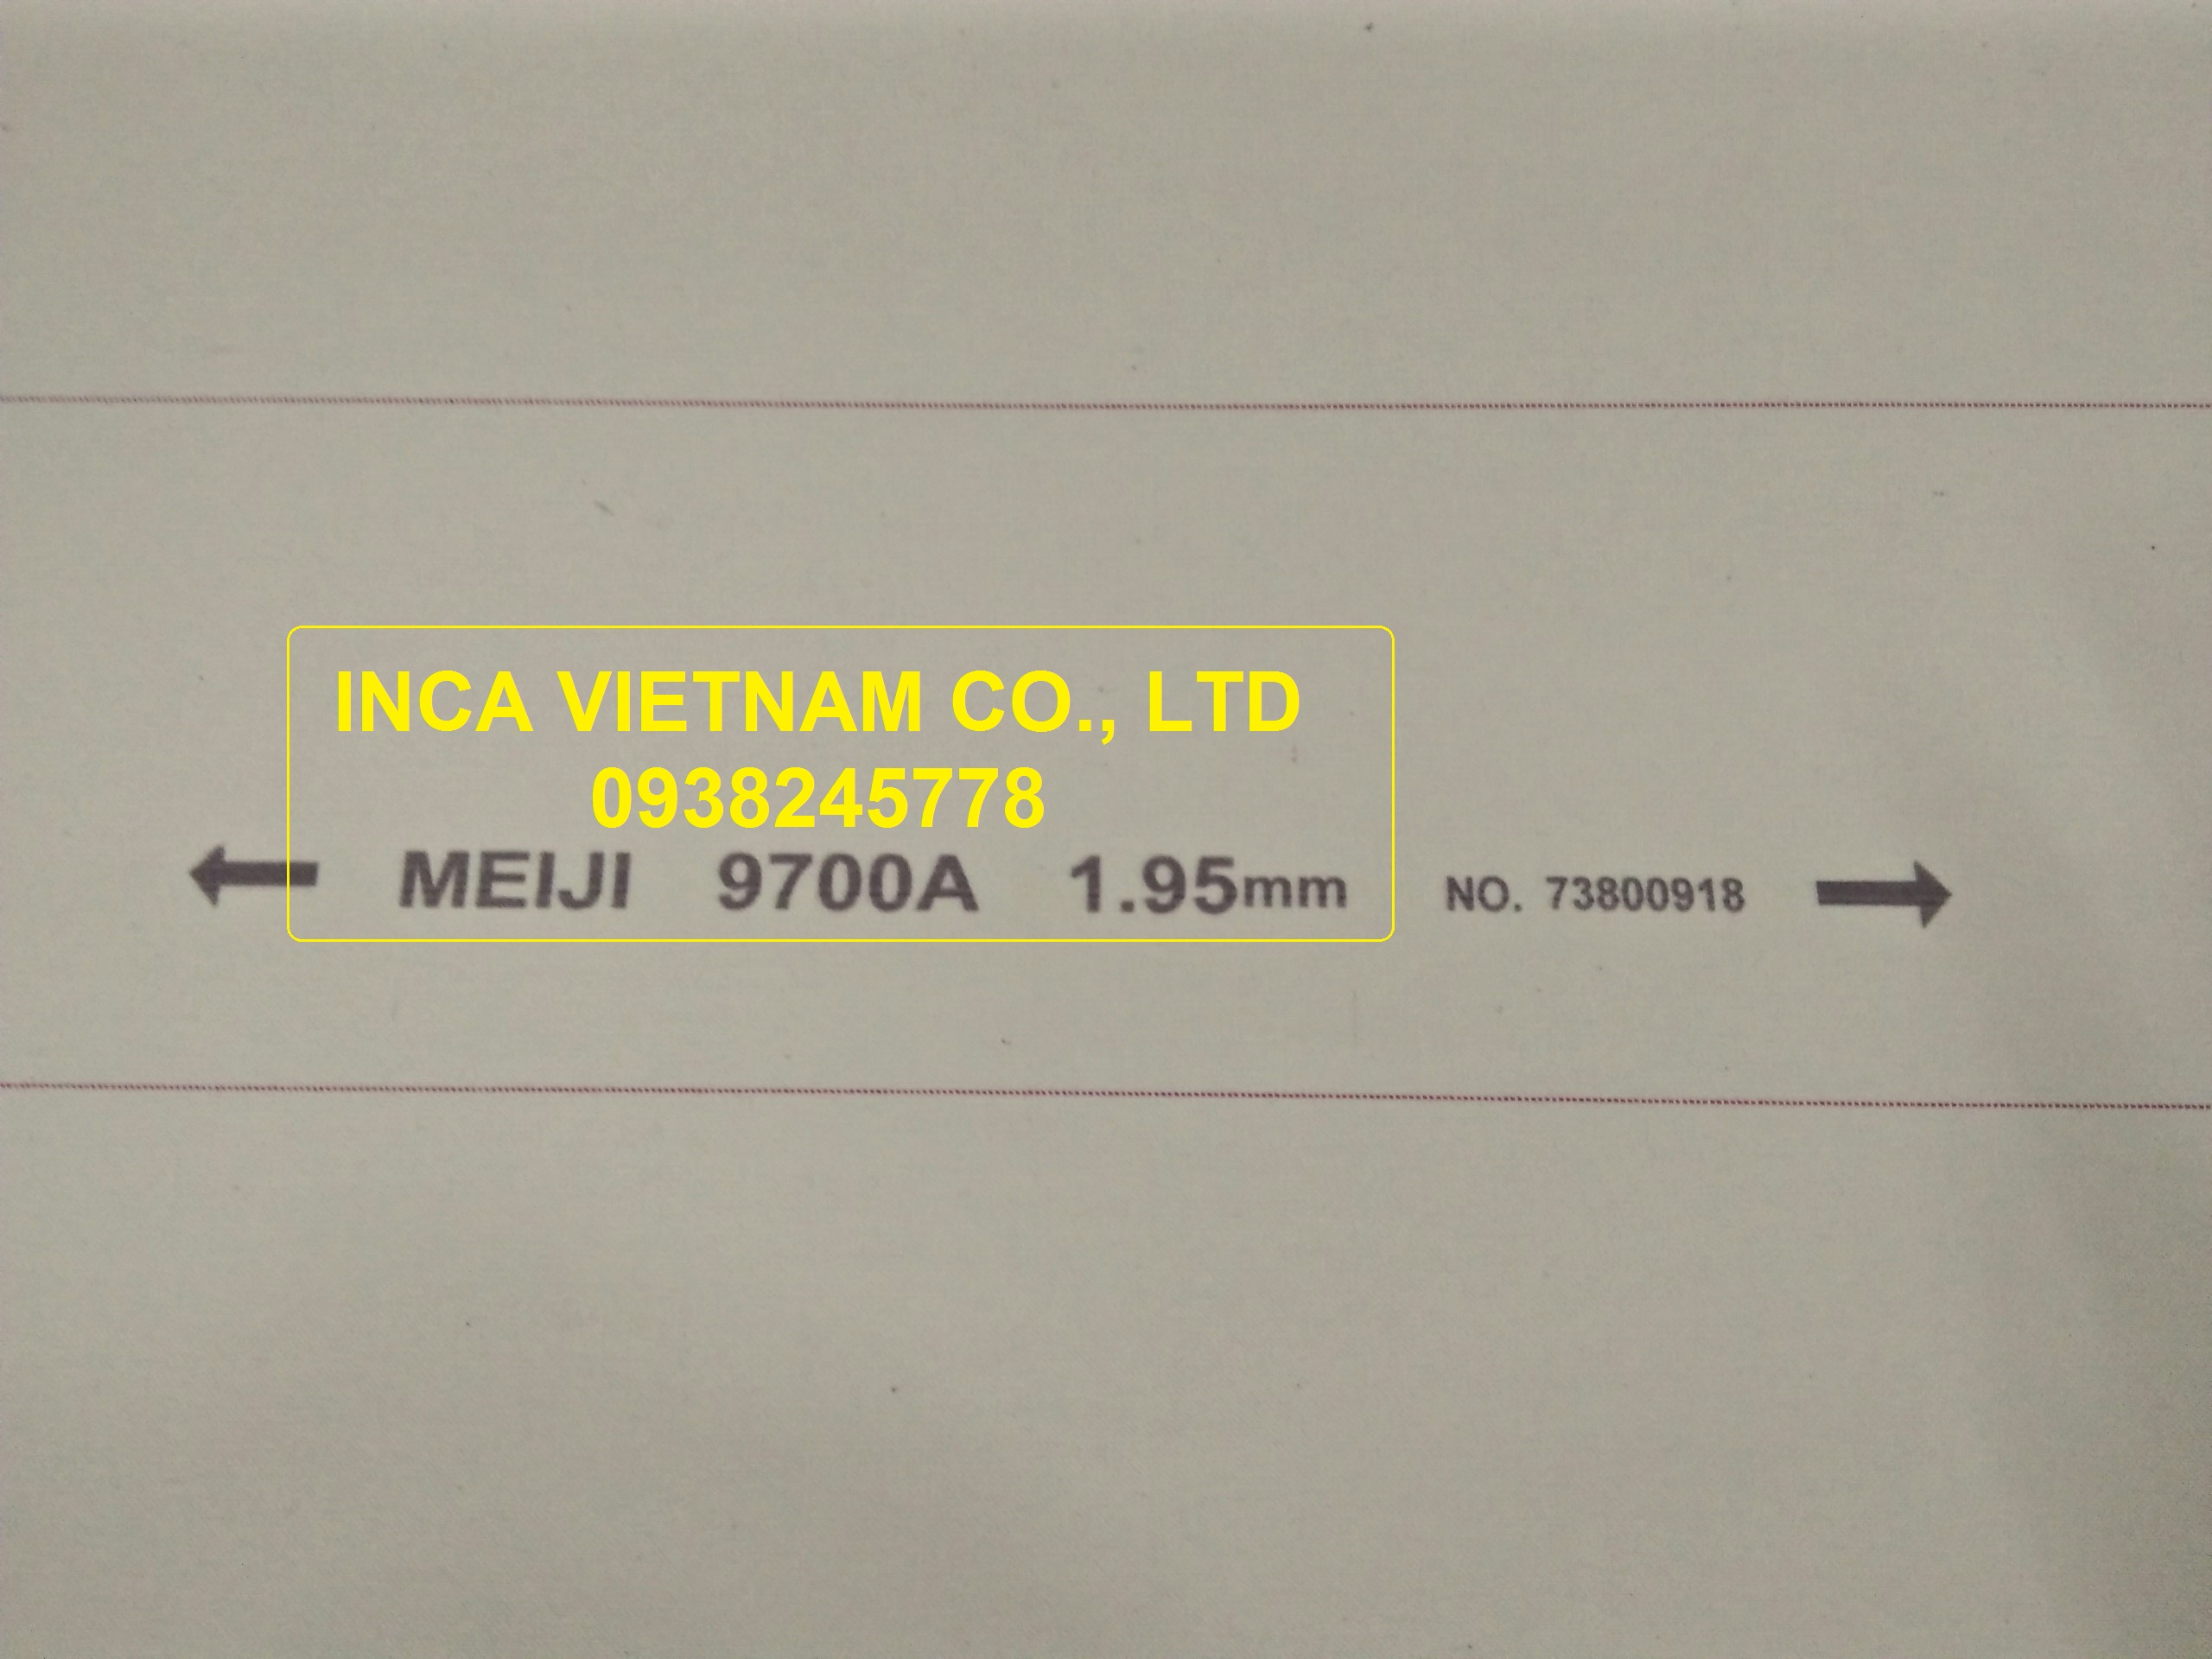 INCA VIETNAM CO., LTD
0938245778
MEIJI 9700A 1.95mm NO. 73800918